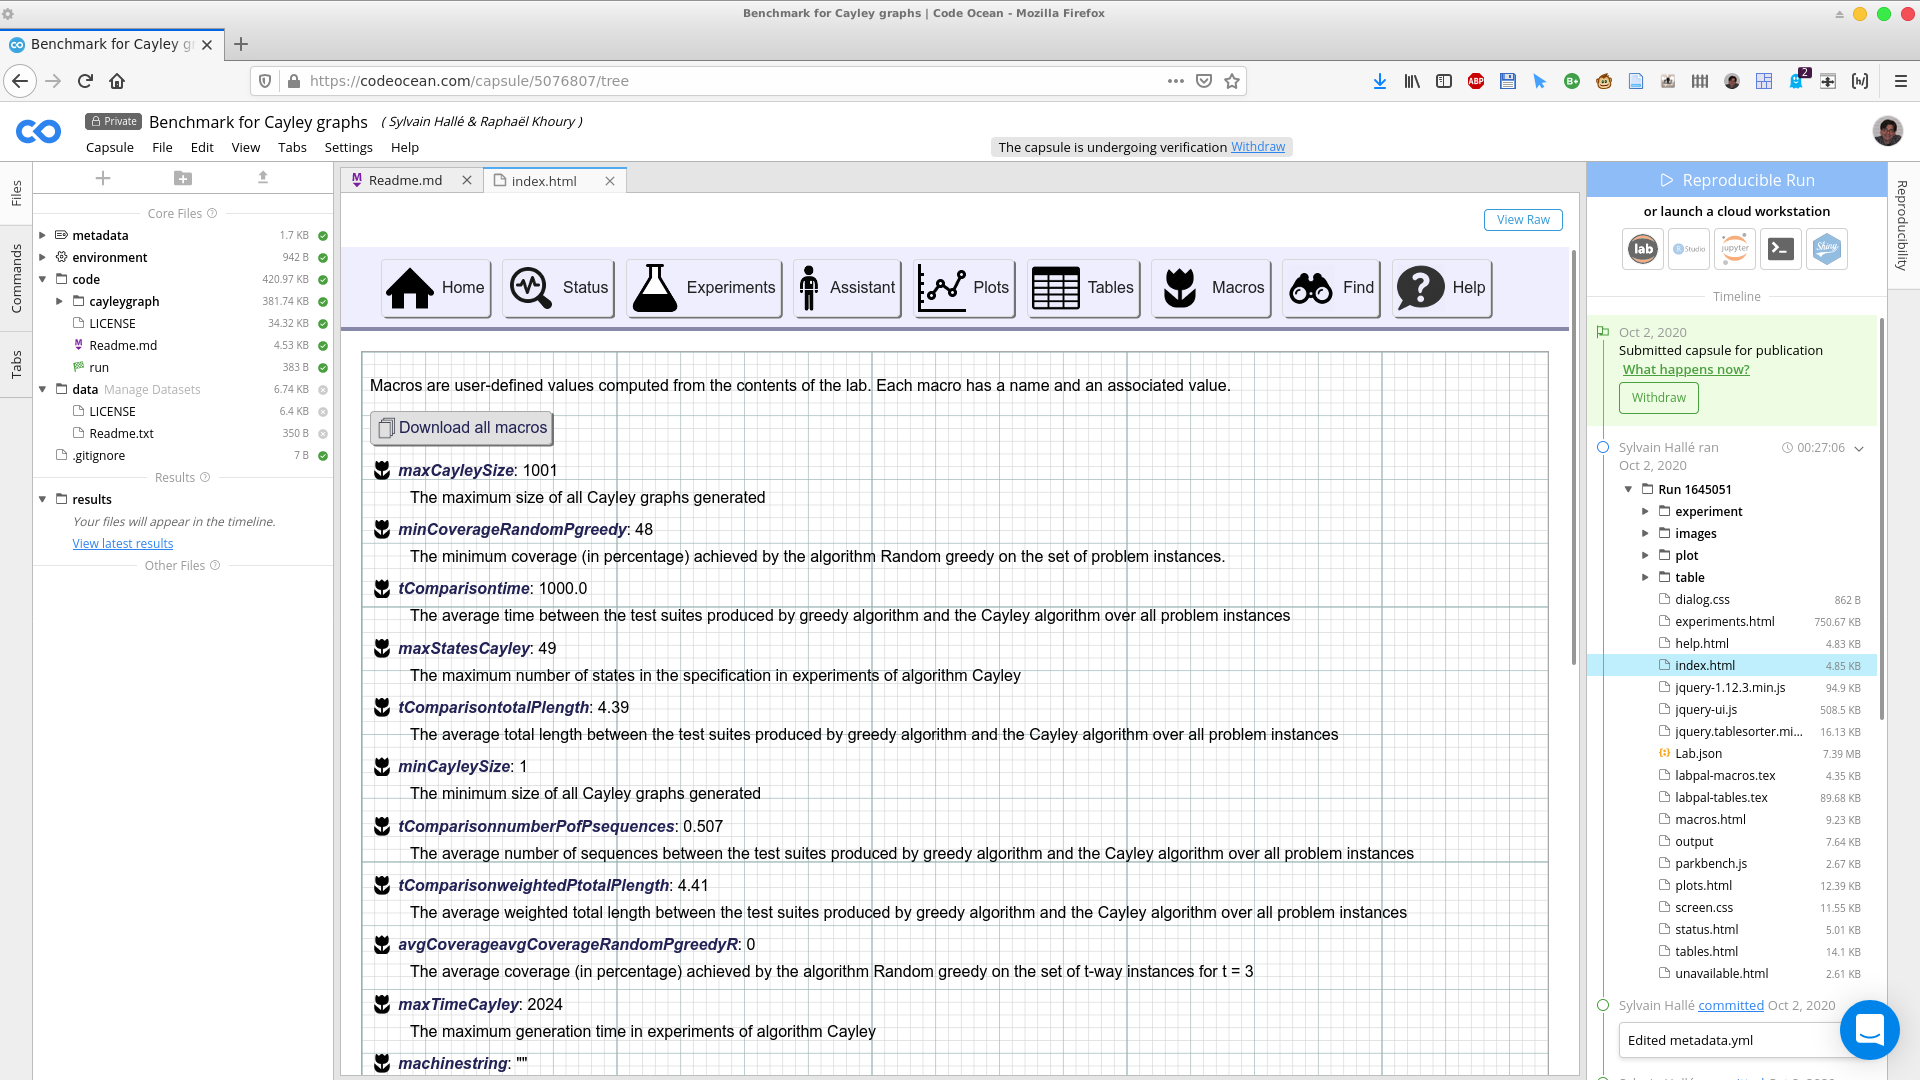 Benchmark for Cayley graphs | Code Ocean - Mozilla Firefox
Benchmark for Cayley gr
https://codeocean.com/capsule/5076807/tree
ABP
B+
2
Private
Benchmark for Cayley graphs
( Sylvain Hallé & Raphaël Khoury )
Capsule File Edit View Tabs Settings Help
The capsule is undergoing verification Withdraw
Files
Commands
Tabs
Core Files
metadata 1.7 KB
environment 942 B
code 420.97 KB
cayleygraph 381.74 KB
LICENSE 34.32 KB
Readme.md 4.53 KB
run 383 B
data Manage Datasets 6.74 KB
LICENSE 6.4 KB
Readme.txt 350 B
.gitignore 7 B
Results
results
Your files will appear in the timeline.
View latest results
Other Files
Readme.md
index.html
View Raw
Home Status Experiments Assistant Plots Tables Macros Find Help
Macros are user-defined values computed from the contents of the lab. Each macro has a name and an associated value.
Download all macros
maxCayleySize: 1001
The maximum size of all Cayley graphs generated
minCoverageRandomPgreedy: 48
The minimum coverage (in percentage) achieved by the algorithm Random greedy on the set of problem instances.
tComparisontime: 1000.0
The average time between the test suites produced by greedy algorithm and the Cayley algorithm over all problem instances
maxStatesCayley: 49
The maximum number of states in the specification in experiments of algorithm Cayley
tComparisontotalPlength: 4.39
The average total length between the test suites produced by greedy algorithm and the Cayley algorithm over all problem instances
minCayleySize: 1
The minimum size of all Cayley graphs generated
tComparisonnumberPofPsequences: 0.507
The average number of sequences between the test suites produced by greedy algorithm and the Cayley algorithm over all problem instances
tComparisonweightedPtotalPlength: 4.41
The average weighted total length between the test suites produced by greedy algorithm and the Cayley algorithm over all problem instances
avgCoverageavgCoverageRandomPgreedyR: 0
The average coverage (in percentage) achieved by the algorithm Random greedy on the set of t-way instances for t = 3
maxTimeCayley: 2024
The maximum generation time in experiments of algorithm Cayley
machinestring: ""
Reproducible Run
or launch a cloud workstation
lab
R Studio
jupyter
Shiny
Reproducibility
Timeline
Oct 2, 2020
Submitted capsule for publication
What happens now?
Withdraw
Sylvain Hallé ran 00:27:06
Oct 2, 2020
Run 1645051
experiment
images
plot
table
dialog.css 862 B
experiments.html 750.67 KB
help.html 4.83 KB
index.html 4.85 KB
jquery-1.12.3.min.js 94.9 KB
jquery-ui.js 508.5 KB
jquery.tablesorter.mi... 16.13 KB
Lab.json 7.39 MB
labpal-macros.tex 4.35 KB
labpal-tables.tex 89.68 KB
macros.html 9.23 KB
output 7.64 KB
parkbench.js 2.67 KB
plots.html 12.39 KB
screen.css 11.55 KB
status.html 5.01 KB
tables.html 14.1 KB
unavailable.html 2.61 KB
Sylvain Hallé committed Oct 2, 2020
Edited metadata.yml